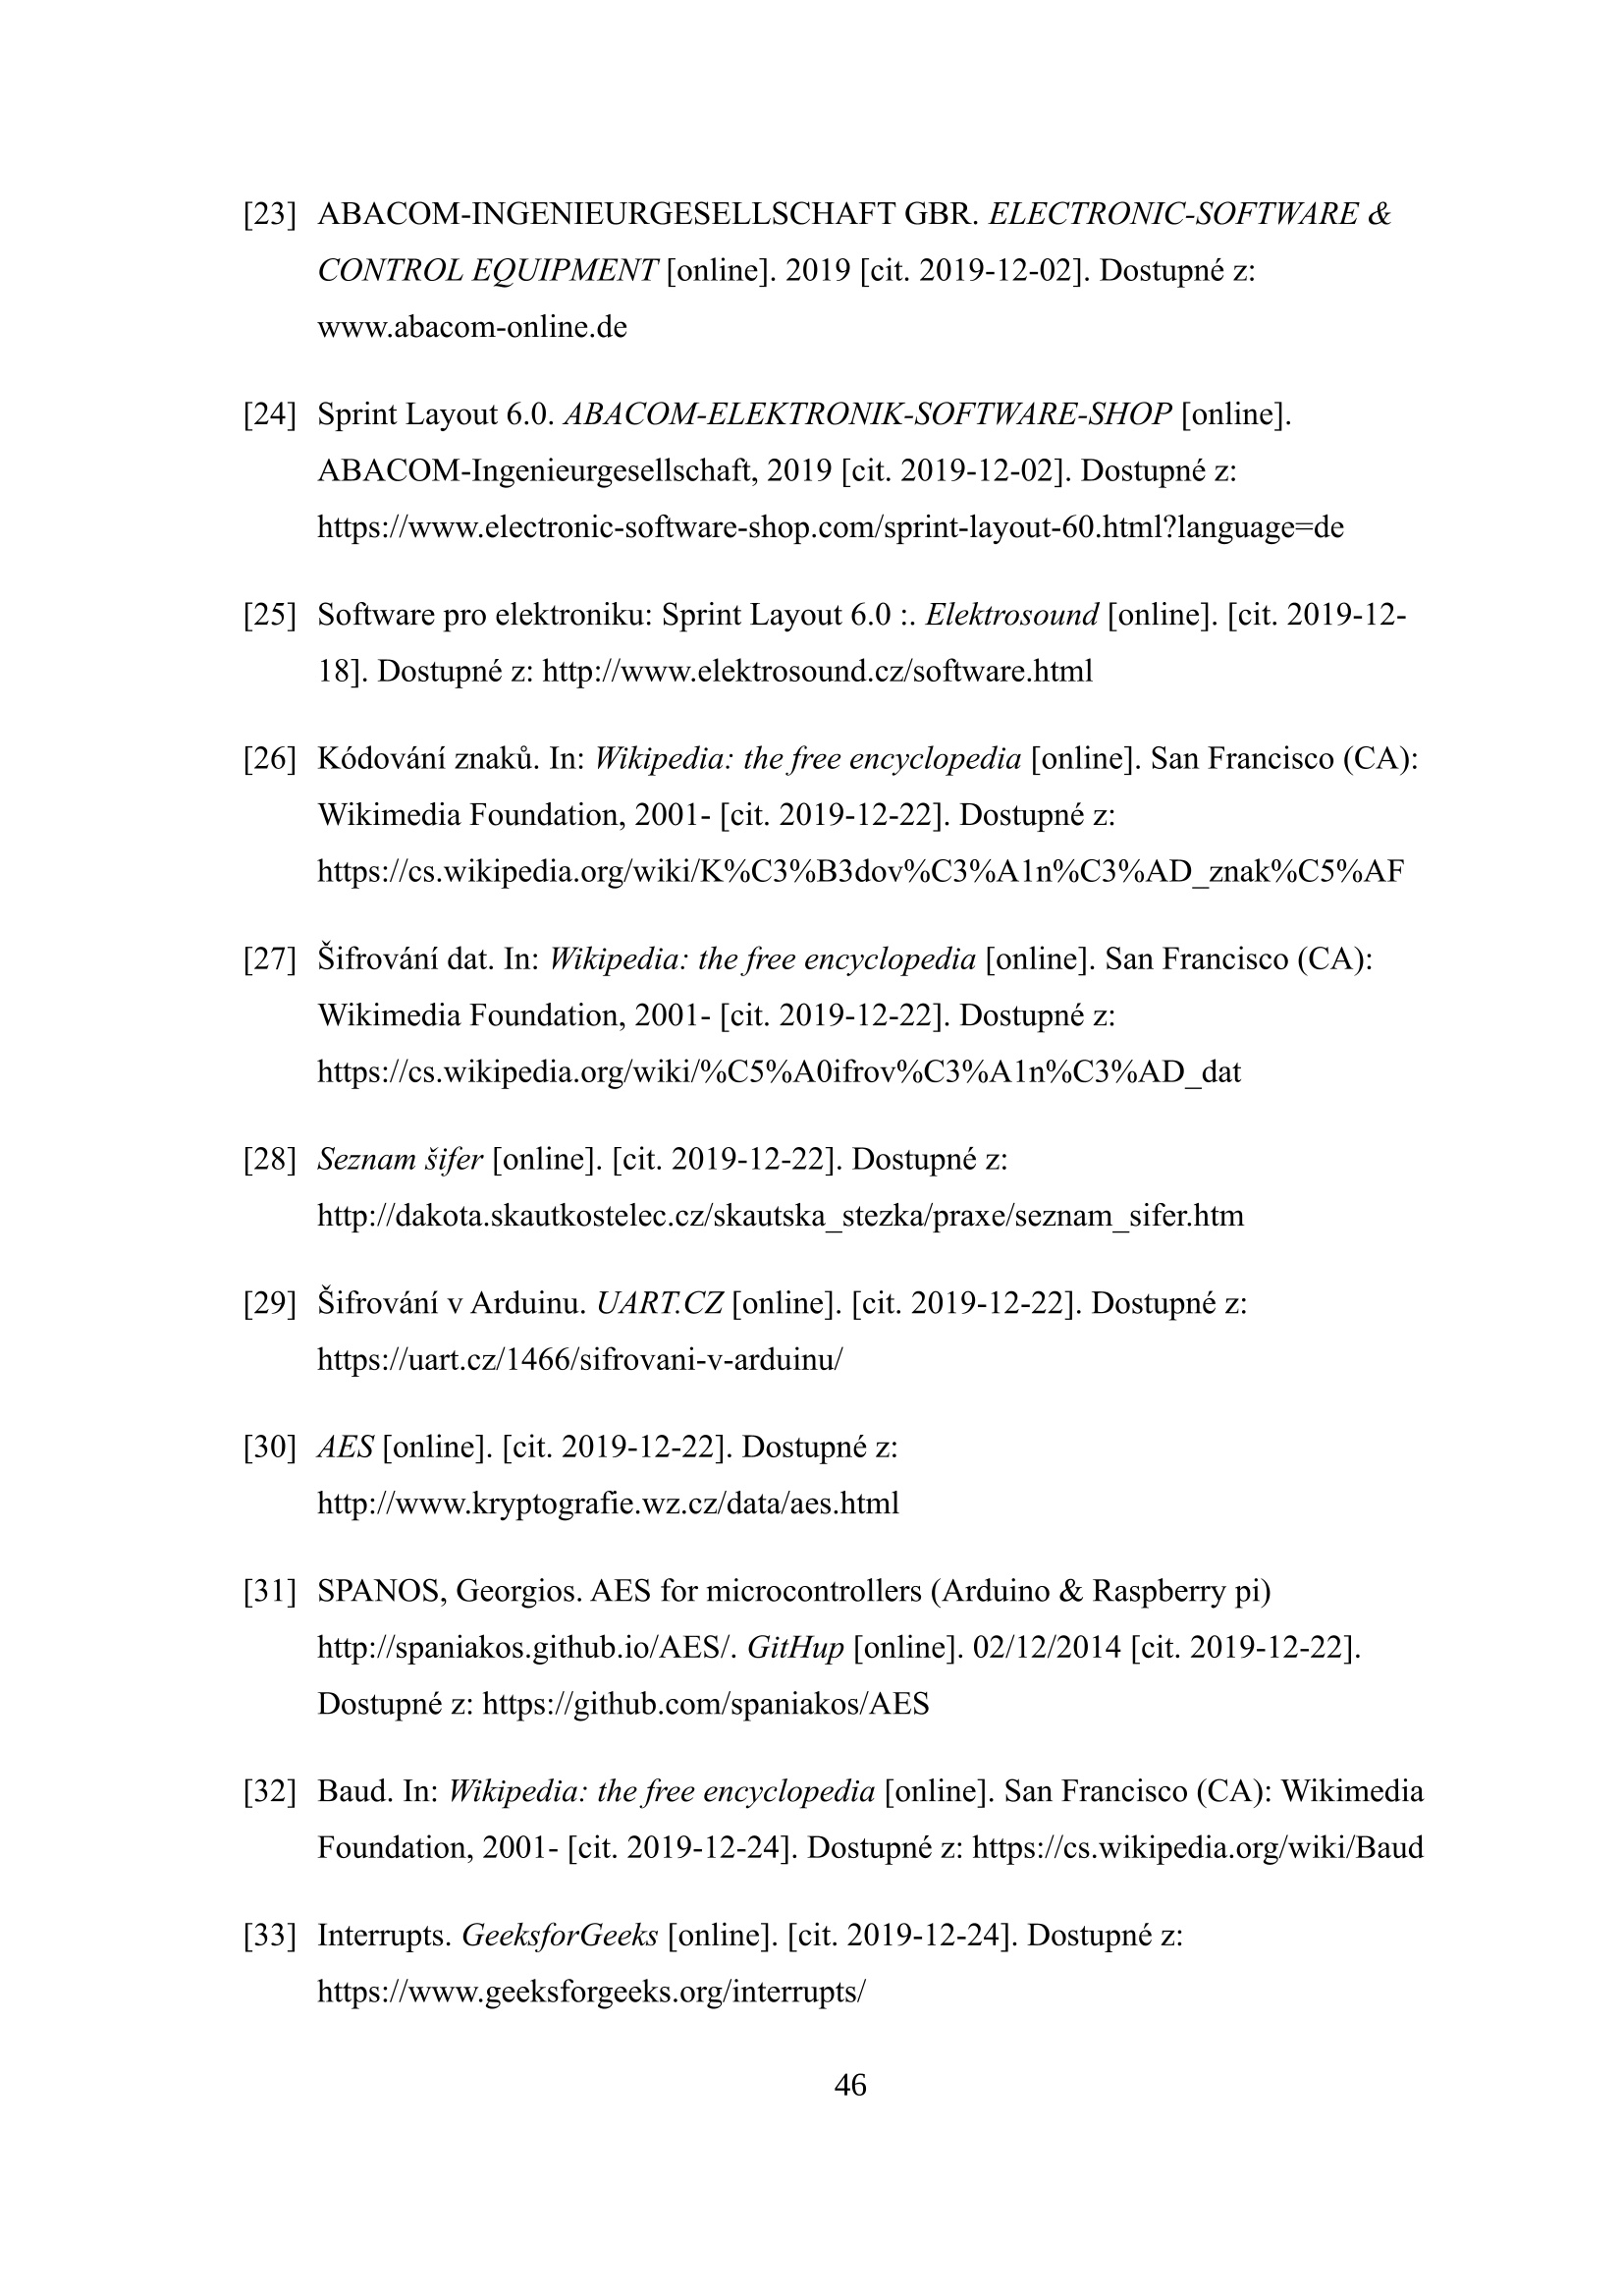 [23] ABACOM-INGENIEURGESELLSCHAFT GBR. ELECTRONIC-SOFTWARE &
CONTROL EQUIPMENT [online]. 2019 [cit. 2019-12-02]. Dostupné z:
www.abacom-online.de
[24] Sprint Layout 6.0. ABACOM-ELEKTRONIK-SOFTWARE-SHOP [online].
ABACOM-Ingenieurgesellschaft, 2019 [cit. 2019-12-02]. Dostupné z:
https://www.electronic-software-shop.com/sprint-layout-60.html?language=de
[25] Software pro elektroniku: Sprint Layout 6.0 :. Elektrosound [online]. [cit. 2019-12-
18]. Dostupné z: http://www.elektrosound.cz/software.html
[26] Kódování znaků. In: Wikipedia: the free encyclopedia [online]. San Francisco (CA):
Wikimedia Foundation, 2001- [cit. 2019-12-22]. Dostupné z:
https://cs.wikipedia.org/wiki/K%C3%B3dov%C3%A1n%C3%AD_znak%C5%AF
[27] Šifrování dat. In: Wikipedia: the free encyclopedia [online]. San Francisco (CA):
Wikimedia Foundation, 2001- [cit. 2019-12-22]. Dostupné z:
https://cs.wikipedia.org/wiki/%C5%A0ifrov%C3%A1n%C3%AD_dat
[28] Seznam šifer [online]. [cit. 2019-12-22]. Dostupné z:
http://dakota.skautkostelec.cz/skautska_stezka/praxe/seznam_sifer.htm
[29] Šifrování v Arduinu. UART.CZ [online]. [cit. 2019-12-22]. Dostupné z:
https://uart.cz/1466/sifrovani-v-arduinu/
[30] AES [online]. [cit. 2019-12-22]. Dostupné z:
http://www.kryptografie.wz.cz/data/aes.html
[31] SPANOS, Georgios. AES for microcontrollers (Arduino & Raspberry pi)
http://spaniakos.github.io/AES/. GitHup [online]. 02/12/2014 [cit. 2019-12-22].
Dostupné z: https://github.com/spaniakos/AES
[32] Baud. In: Wikipedia: the free encyclopedia [online]. San Francisco (CA): Wikimedia
Foundation, 2001- [cit. 2019-12-24]. Dostupné z: https://cs.wikipedia.org/wiki/Baud
[33] Interrupts. GeeksforGeeks [online]. [cit. 2019-12-24]. Dostupné z:
https://www.geeksforgeeks.org/interrupts/
46